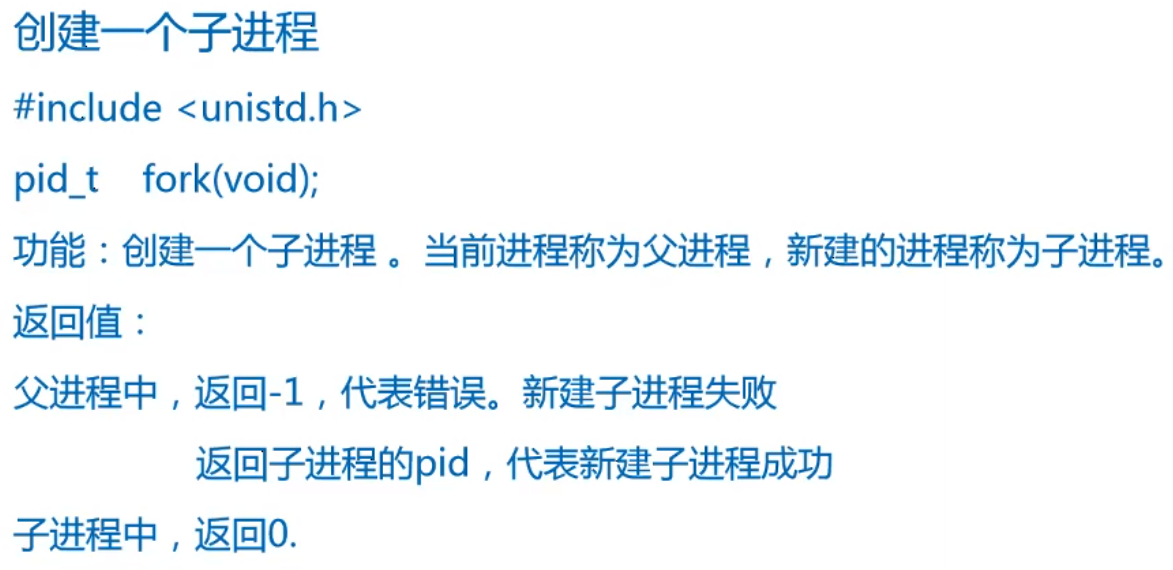 创建一个子进程
#include <unistd.h>
pid_t fork(void);
功能：创建一个子进程 。当前进程称为父进程，新建的进程称为子进程。
返回值：
父进程中，返回-1，代表错误。新建子进程失败
返回子进程的pid，代表新建子进程成功
子进程中，返回0.